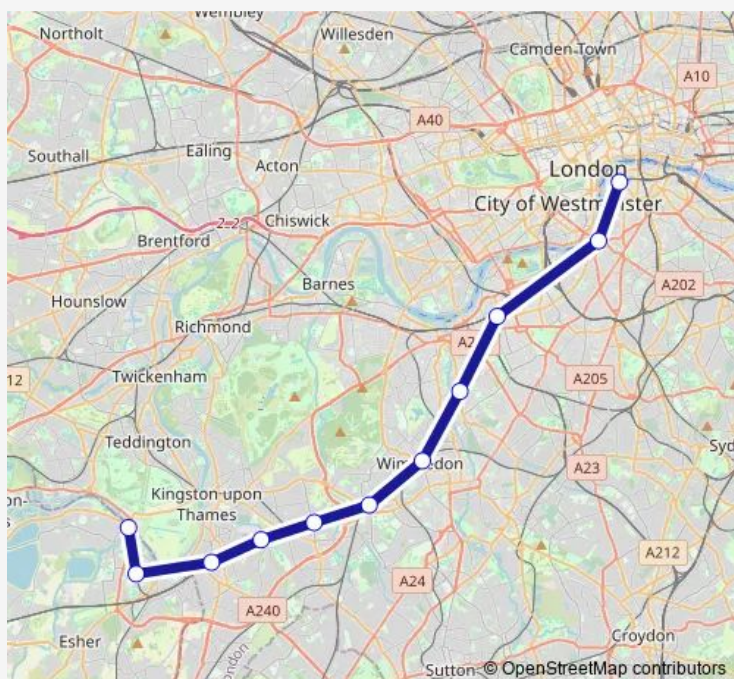 Wembley
Northolt
Willesden
Camden Town
A10
A40
Southall
Ealing
Acton
London
City of Westminster
Chiswick
Brentford
Barnes
A202
Hounslow
Richmond
Twickenham
A205
Teddington
Wimbledon
Kingston upon
Thames
A23
A212
A24
A240
Esher
Croydon
Sutton
© OpenStreetMap contributors